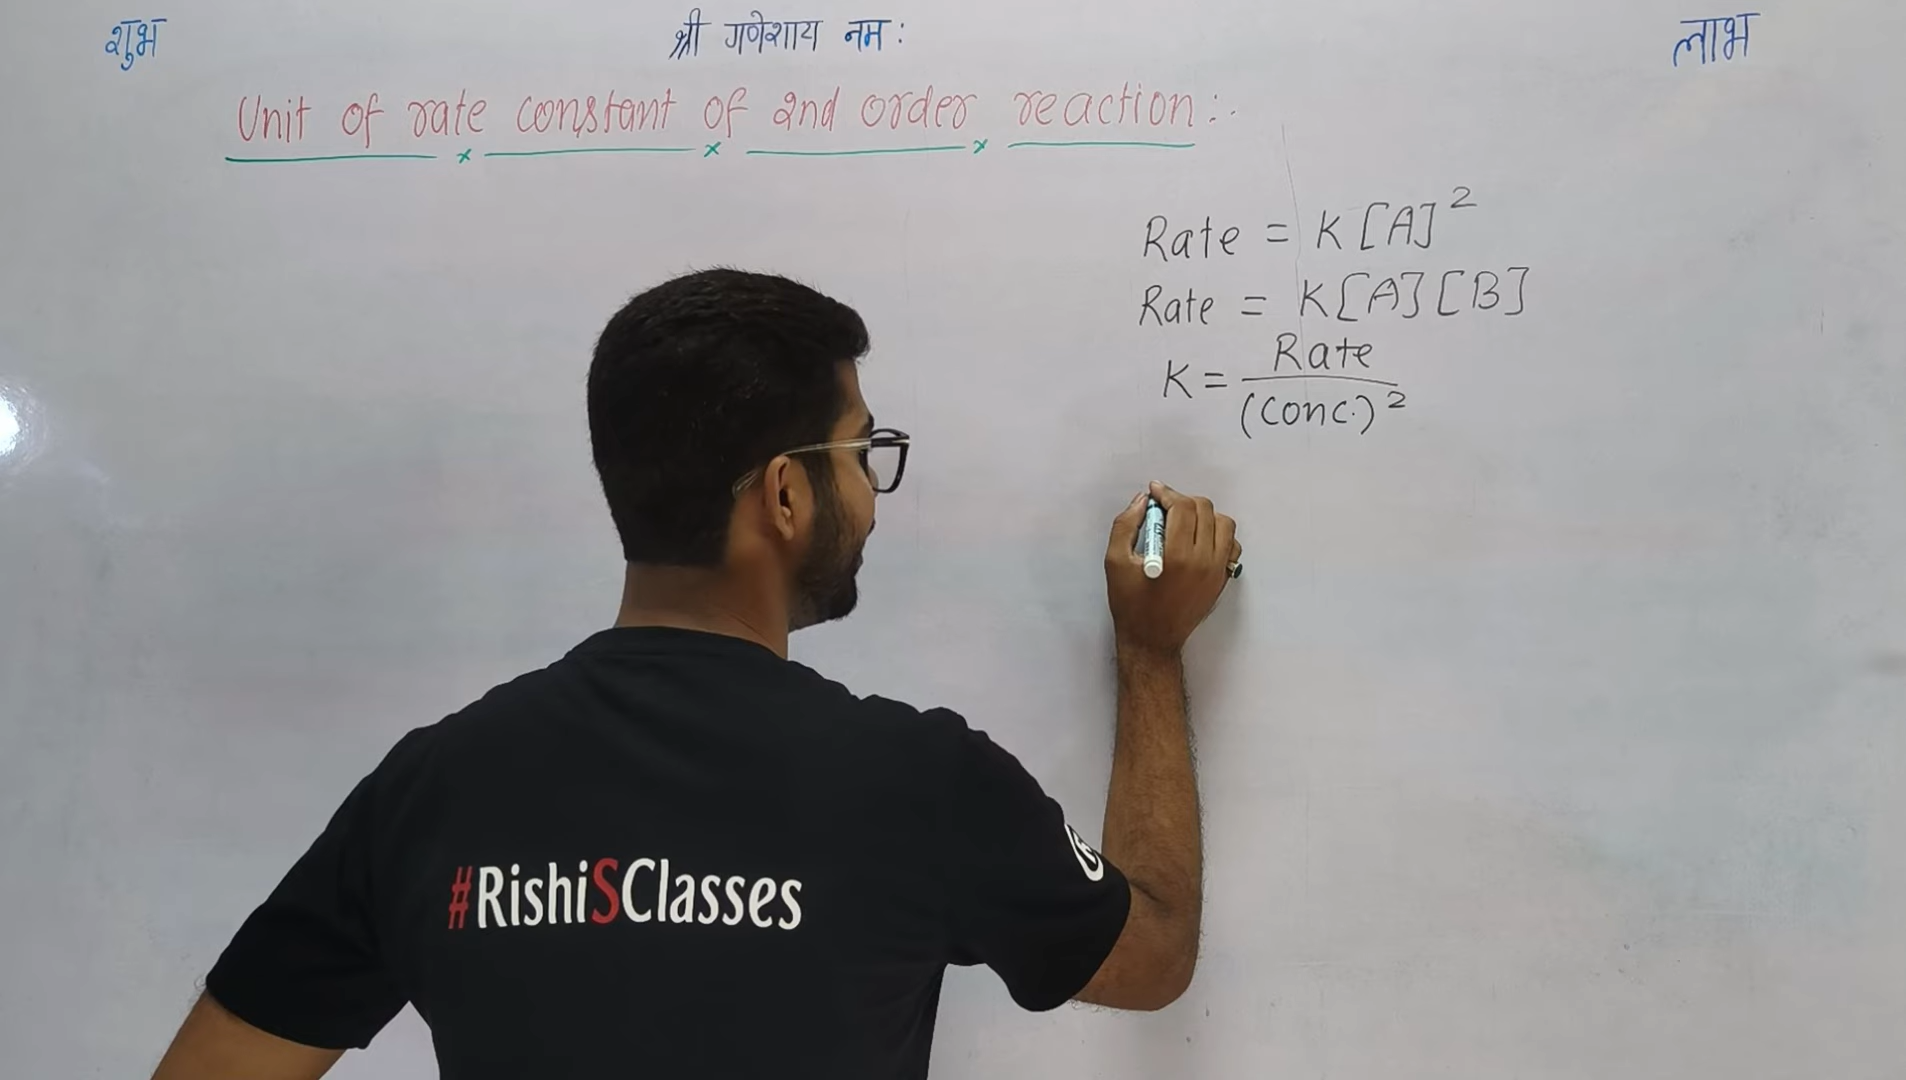 शुभ श्री गणेशाय नमः लाभ
Unit of rate constant of 2nd order reaction:-
Rate = K[A]²
Rate = K[A][B]
K = Rate / (Conc.)²
#RishiSClasses